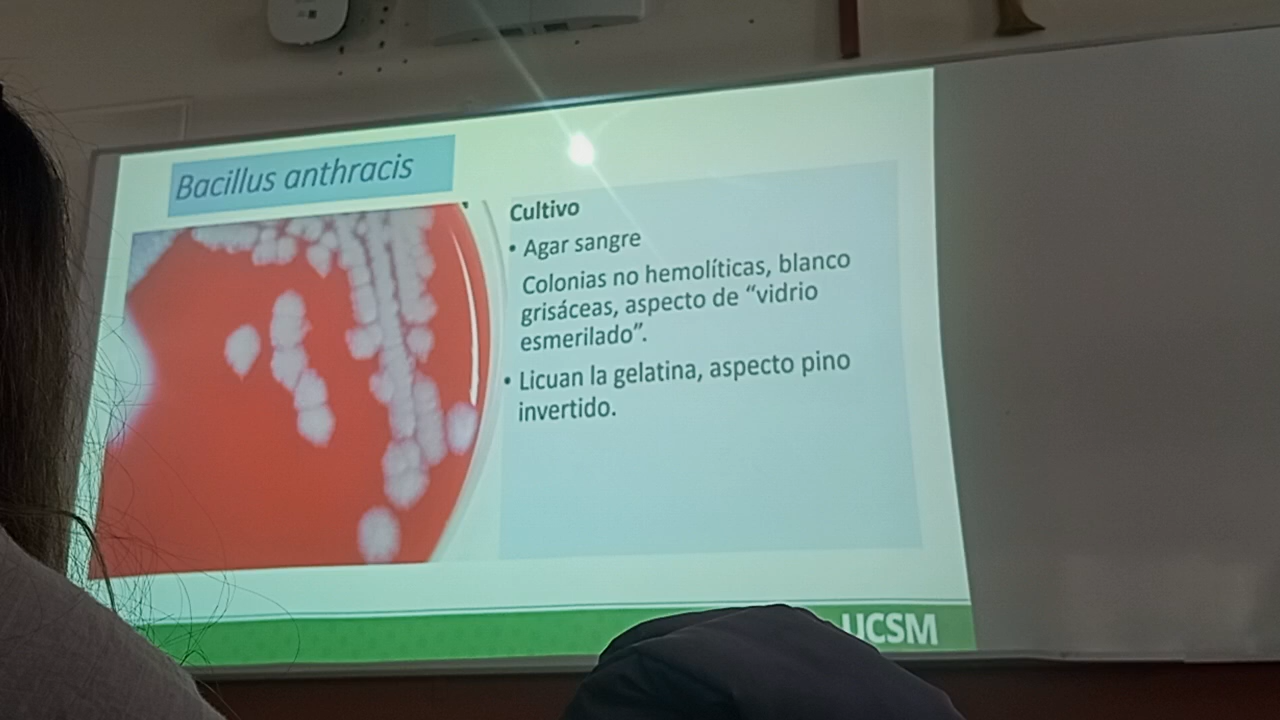 Bacillus anthracis
Cultivo
• Agar sangre
Colonias no hemolíticas, blanco
grisáceas, aspecto de “vidrio
esmerilado”.
• Licuan la gelatina, aspecto pino
invertido.
UCSM